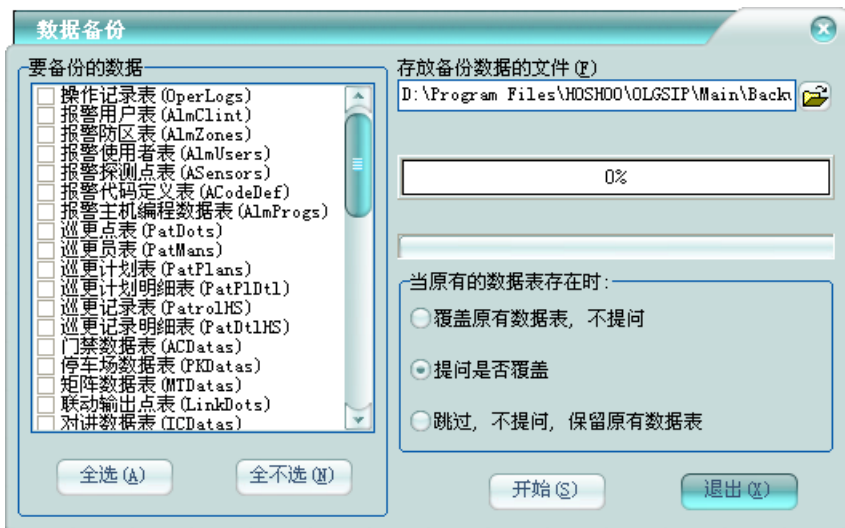 数据备份
要备份的数据
操作记录表(OperLogs)
报警用户表(AlmClint)
报警防区表(AlmZones)
报警使用者表(AlmUsers)
报警探测点表(ASensors)
报警代码定义表(ACodeDef)
报警主机编程数据表(AlmProgs)
巡更点表(PatDots)
巡更员表(PatMans)
巡更计划表(PatPlans)
巡更计划明细表(PatPlDtl)
巡更记录表(PatrolHS)
巡更记录明细表(PatDtlHS)
门禁数据表(ACDatas)
停车场数据表(PKDatas)
矩阵数据表(MTDatas)
联动输出点表(LinkDots)
对讲数据表(ICDatas)
全选(A)
全不选(N)
存放备份数据的文件(F)
D:\Program Files\HOSHOO\OLGSIP\Main\Back
0%
当原有的数据表存在时:
覆盖原有数据表, 不提问
提问是否覆盖
跳过, 不提问, 保留原有数据表
开始(S)
退出(X)